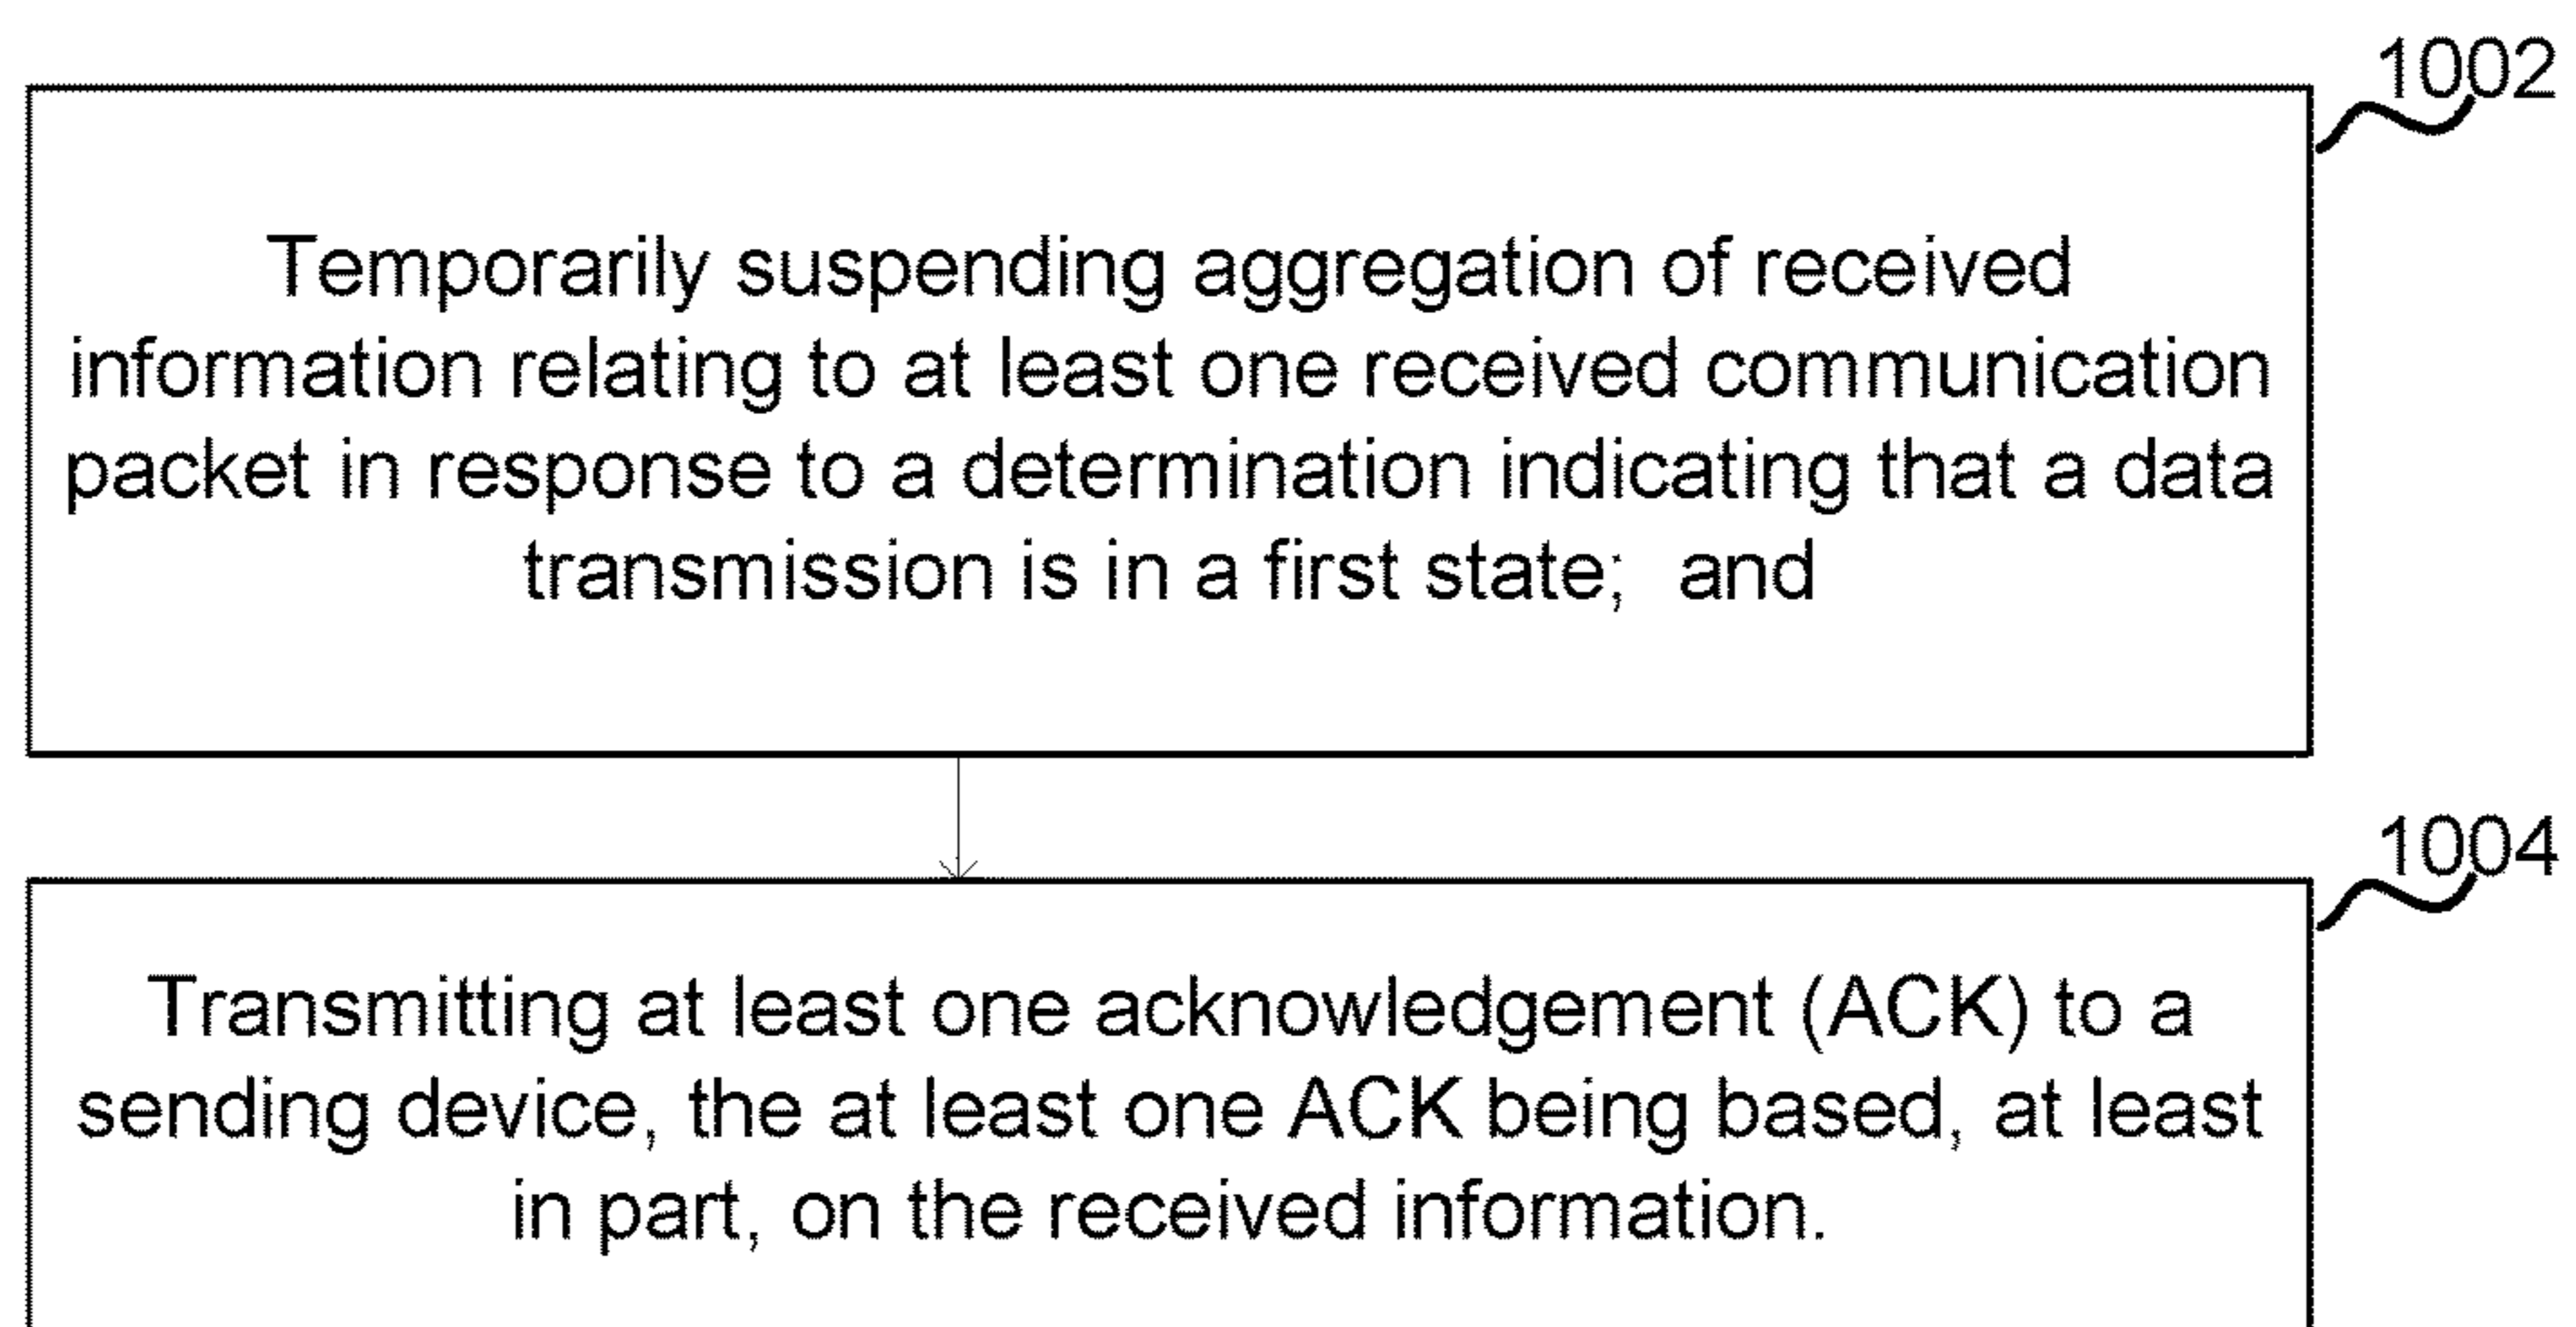 1002
Temporarily suspending aggregation of received
information relating to at least one received communication
packet in response to a determination indicating that a data
transmission is in a first state;  and
1004
Transmitting at least one acknowledgement (ACK) to a
sending device, the at least one ACK being based, at least
in part, on the received information.